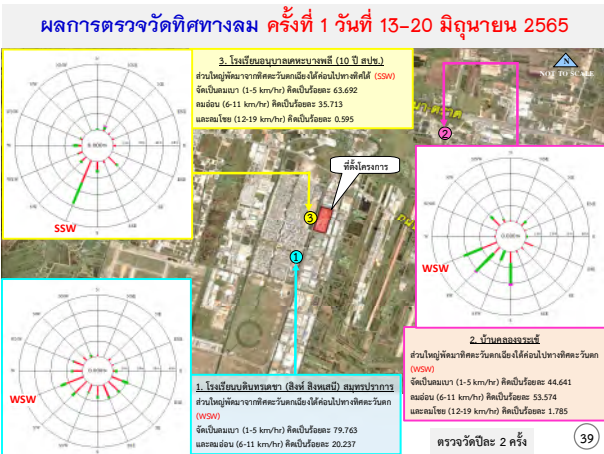 ผลการตรวจวัดทิศทางลม ครั้งที่ 1 วันที่ 13-20 มิถุนายน 2565
3. โรงเรียนอนุบาลเคหะบางพลี (10 ปี สปช.)
ส่วนใหญ่พัดมาจากทิศตะวันตกเฉียงใต้ค่อนไปทางทิศใต้ (SSW)
จัดเป็นลมเบา (1-5 km/hr) คิดเป็นร้อยละ 63.692
ลมอ่อน (6-11 km/hr) คิดเป็นร้อยละ 35.713
และลมโชย (12-19 km/hr) คิดเป็นร้อยละ 0.595
N
NOT TO SCALE
SSW
ที่ตั้งโครงการ
2
3
1
WSW
WSW
2. บ้านคลองจระเข้
ส่วนใหญ่พัดมาทิศตะวันตกเฉียงใต้ค่อนไปทางทิศตะวันตก
(WSW)
จัดเป็นลมเบา (1-5 km/hr) คิดเป็นร้อยละ 44.641
ลมอ่อน (6-11 km/hr) คิดเป็นร้อยละ 53.574
และลมโชย (12-19 km/hr) คิดเป็นร้อยละ 1.785
1. โรงเรียนบดินทรเดชา (สิงห์ สิงหเสนี) สมุทรปราการ
ส่วนใหญ่พัดมาจากทิศตะวันตกเฉียงใต้ค่อนไปทางทิศตะวันตก
(WSW)
จัดเป็นลมเบา (1-5 km/hr) คิดเป็นร้อยละ 79.763
และลมอ่อน (6-11 km/hr) คิดเป็นร้อยละ 20.237
ตรวจวัดปีละ 2 ครั้ง
39